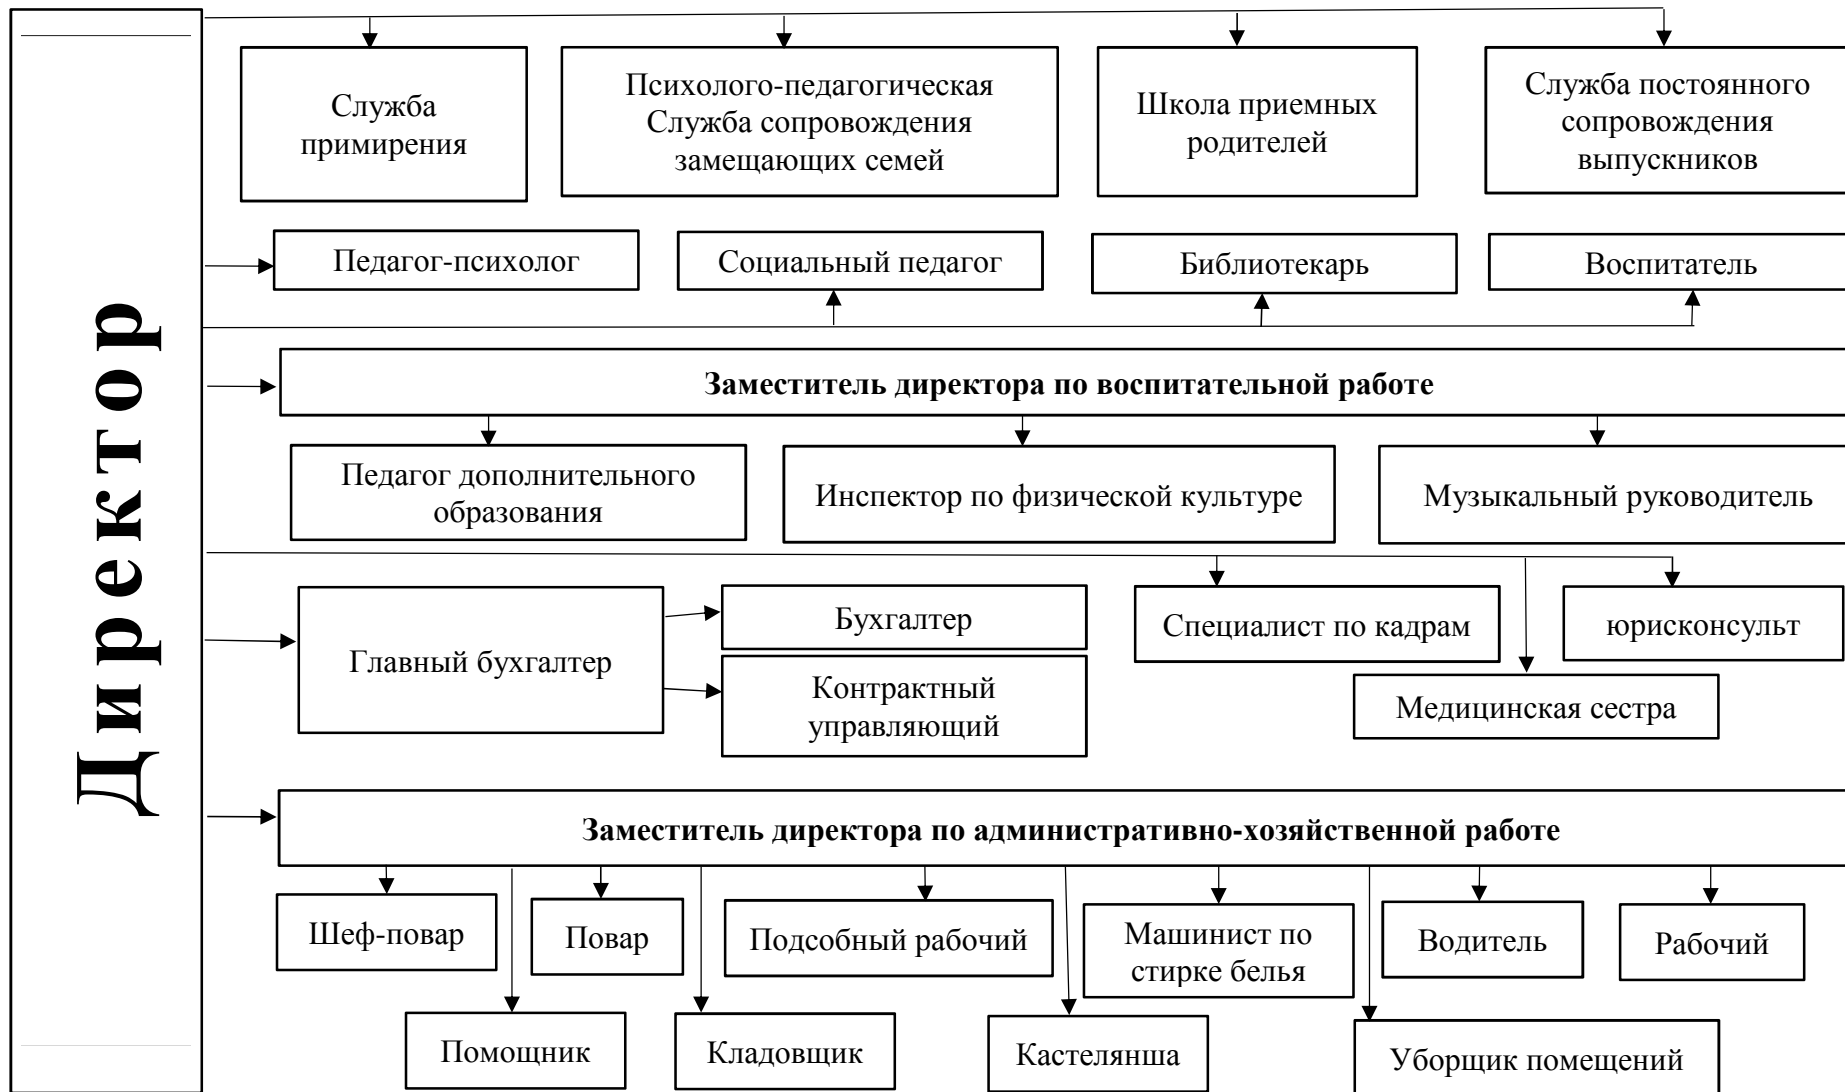 Директор
Служба
примирения
Психолого-педагогическая
Служба сопровождения
замещающих семей
Школа приемных
родителей
Служба постоянного
сопровождения
выпускников
Педагог-психолог
Социальный педагог
Библиотекарь
Воспитатель
Заместитель директора по воспитательной работе
Педагог дополнительного
образования
Инспектор по физической культуре
Музыкальный руководитель
Главный бухгалтер
Бухгалтер
Контрактный
управляющий
Специалист по кадрам
юрисконсульт
Медицинская сестра
Заместитель директора по административно-хозяйственной работе
Шеф-повар
Повар
Подсобный рабочий
Машинист по
стирке белья
Водитель
Рабочий
Помощник
Кладовщик
Кастелянша
Уборщик помещений